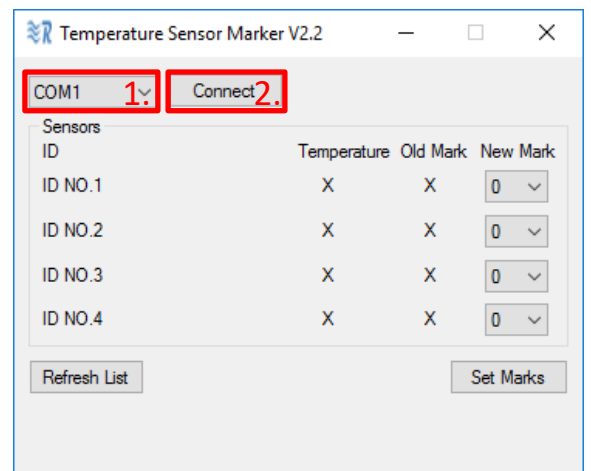 Temperature Sensor Marker V2.2
COM1 1. Connect 2.
Sensors
ID Temperature Old Mark New Mark
ID NO.1 X X 0
ID NO.2 X X 0
ID NO.3 X X 0
ID NO.4 X X 0
Refresh List Set Marks